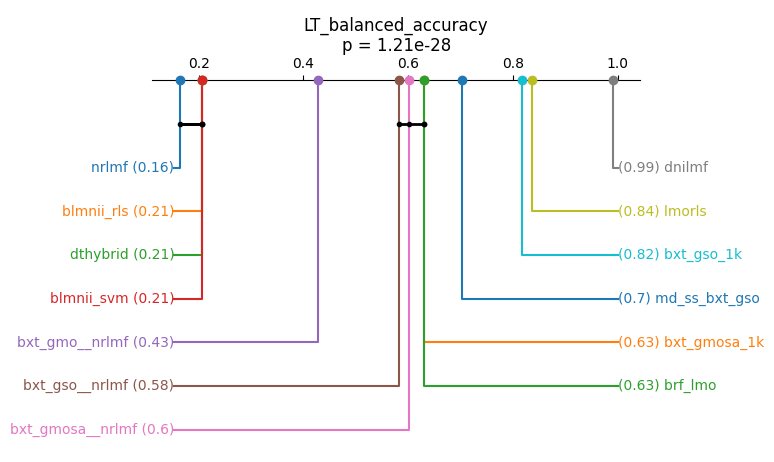 LT_balanced_accuracy
p = 1.21e-28
0.2 0.4 0.6 0.8 1.0
nrlmf (0.16) (0.99) dnilmf
blmnii_rls (0.21) (0.84) lmorls
dthybrid (0.21) (0.82) bxt_gso_1k
blmnii_svm (0.21) (0.7) md_ss_bxt_gso
bxt_gmo__nrlmf (0.43) (0.63) bxt_gmosa_1k
bxt_gso__nrlmf (0.58) (0.63) brf_lmo
bxt_gmosa__nrlmf (0.6)